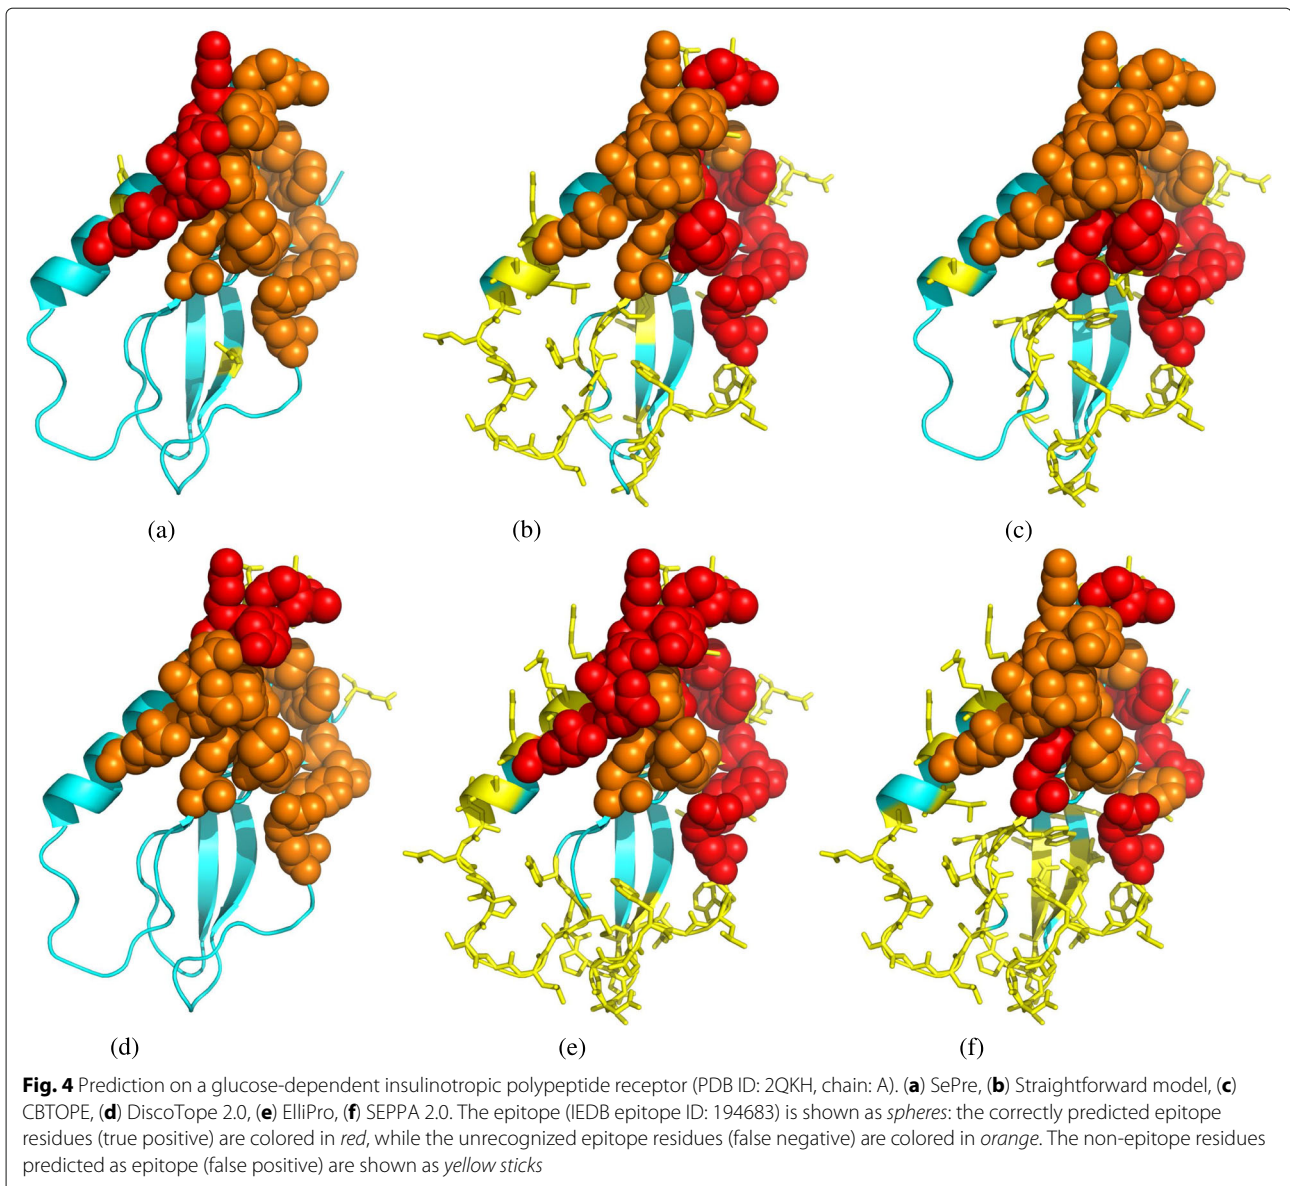 (a)
(b)
(c)
(d)
(e)
(f)
Fig. 4 Prediction on a glucose-dependent insulinotropic polypeptide receptor (PDB ID: 2QKH, chain: A). (a) SePre, (b) Straightforward model, (c)
CBTOPE, (d) DiscoTope 2.0, (e) ElliPro, (f) SEPPA 2.0. The epitope (IEDB epitope ID: 194683) is shown as spheres: the correctly predicted epitope
residues (true positive) are colored in red, while the unrecognized epitope residues (false negative) are colored in orange. The non-epitope residues
predicted as epitope (false positive) are shown as yellow sticks